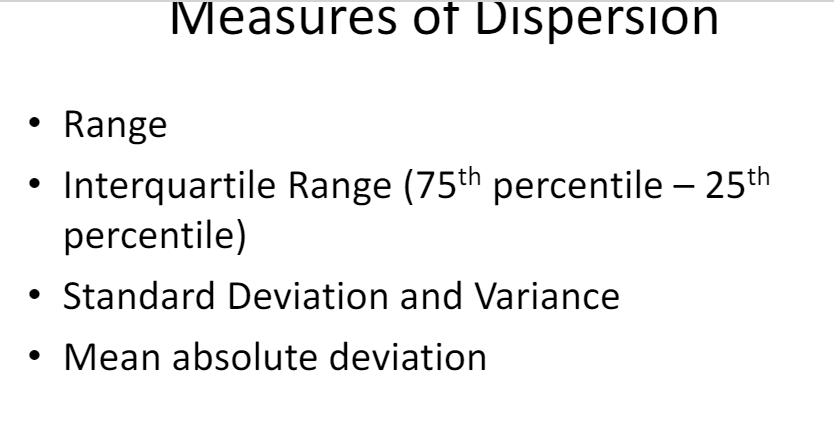 Measures of Dispersion
• Range
• Interquartile Range (75th percentile – 25th
percentile)
• Standard Deviation and Variance
• Mean absolute deviation